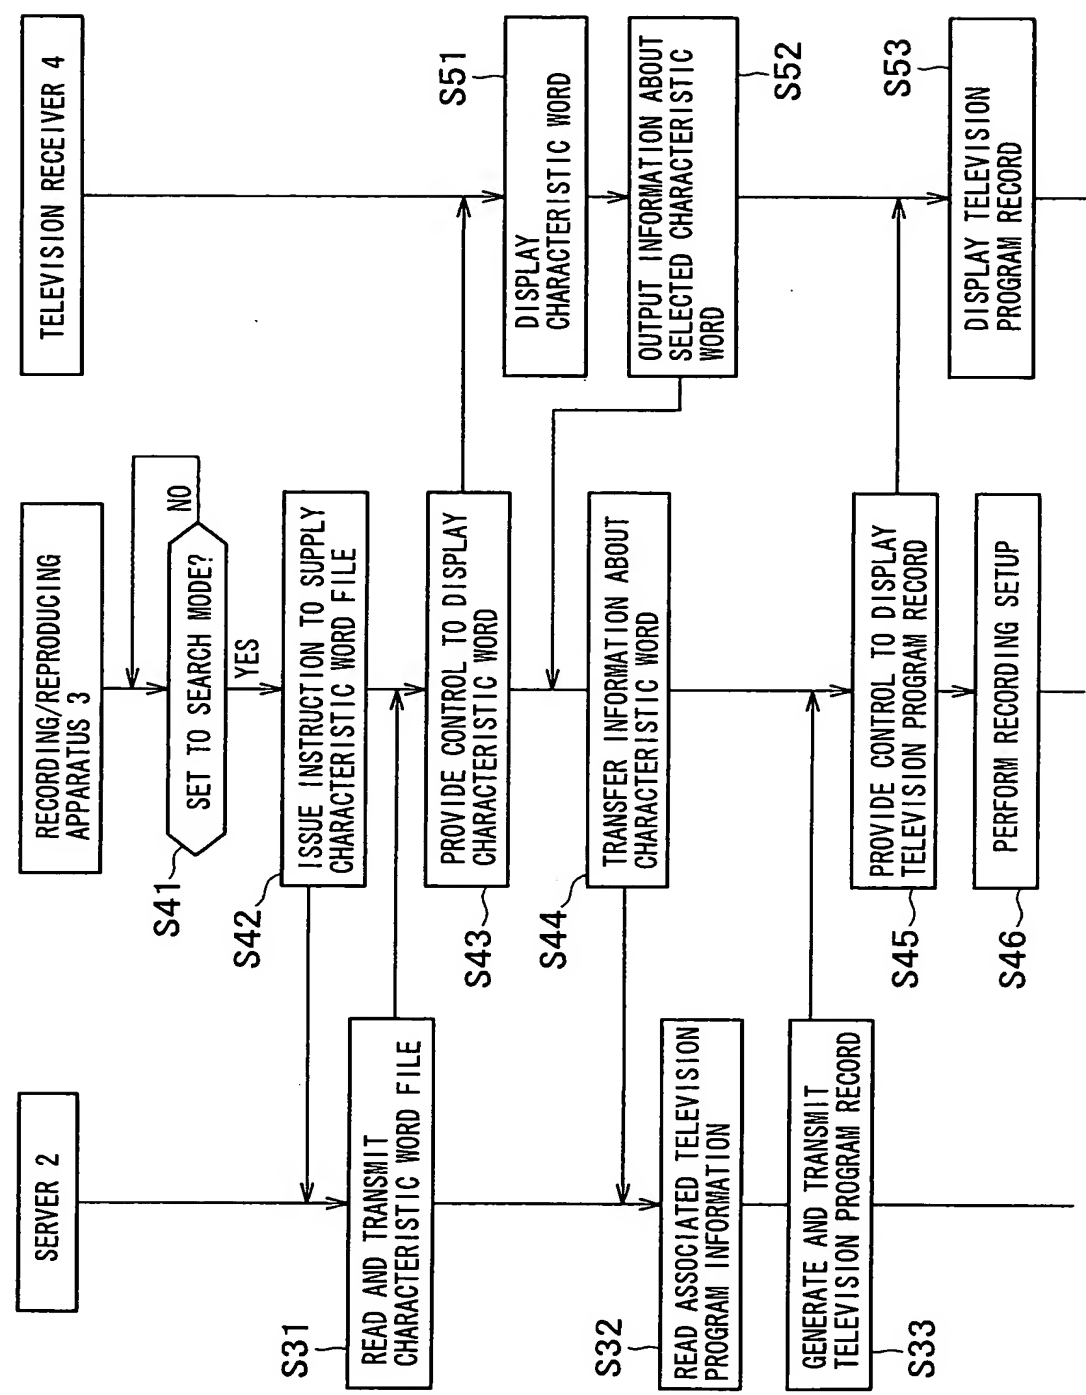 SERVER 2
RECORDING/REPRODUCING
APPARATUS 3
TELEVISION RECEIVER 4
S41
SET TO SEARCH MODE?
NO
YES
S42
ISSUE INSTRUCTION TO SUPPLY
CHARACTERISTIC WORD FILE
S31
READ AND TRANSMIT
CHARACTERISTIC WORD FILE
S43
PROVIDE CONTROL TO DISPLAY
CHARACTERISTIC WORD
S51
DISPLAY
CHARACTERISTIC WORD
OUTPUT INFORMATION ABOUT
SELECTED CHARACTERISTIC
WORD
S52
S44
TRANSFER INFORMATION ABOUT
CHARACTERISTIC WORD
S32
READ ASSOCIATED TELEVISION
PROGRAM INFORMATION
GENERATE AND TRANSMIT
TELEVISION PROGRAM RECORD
S33
PROVIDE CONTROL TO DISPLAY
TELEVISION PROGRAM RECORD
S45
S53
DISPLAY TELEVISION
PROGRAM RECORD
PERFORM RECORDING SETUP
S46